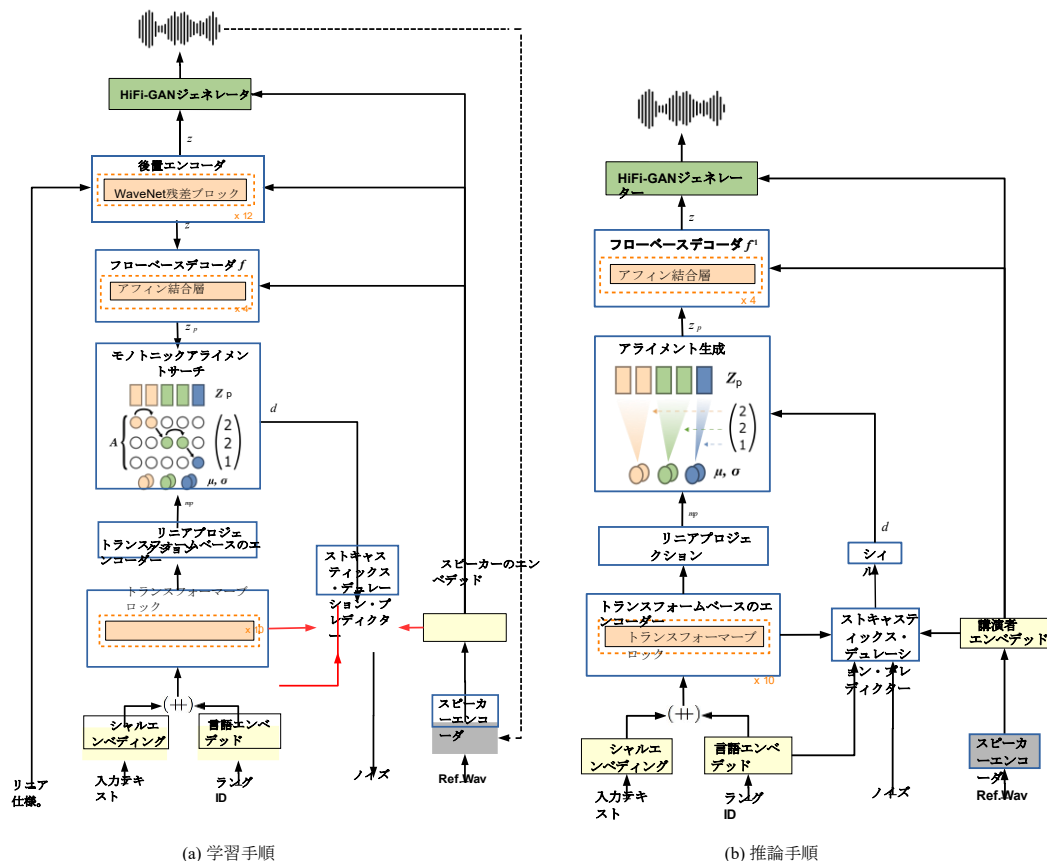 HiFi-GANジェネレータ
z
後置エンコーダ
WaveNet残差ブロック
x 12
z
フローベースデコーダ f
アフィン結合層
x 4
z p
モノトニックアライメン
トサーチ
Z p
A
2
2
1
μ, σ
d
mp
リニアプロジェ
クション
トランスフォームベースのエ
ンコーダー
トランスフォーマーブ
ロック
x 10
ストキャス
ティックス
・デュレー
ション・プ
レディクタ
ー
スピーカーのエン
ベデッド
(++)
シャルエ
ンベディング
言語エンベ
デッド
スピーカ
ーエンコ
ーダ
リニア
仕様。
入力テキ
スト
ラング
ID
ノイズ
Ref.Wav
(a) 学習手順
HiFi-GANジェネレー
ター
z
フローベースデコーダ f¹
アフィン結合層
x 4
z p
アライメント生成
Z p
2
2
1
μ, σ
mp
リニアプロジェ
クション
d
シィ
ル
トランスフォームベースのエ
ンコーダー
トランスフォーマーブ
ロック
x 10
ストキャステ
ィックス・
デュレーショ
ン・プレ
ディクター
講演者
エンベデッド
(++)
シャルエ
ンベディング
言語エンベ
デッド
スピーカ
ーエンコ
ーダ
入力テキ
スト
ラング
ID
ノイズ
Ref.Wav
(b) 推論手順